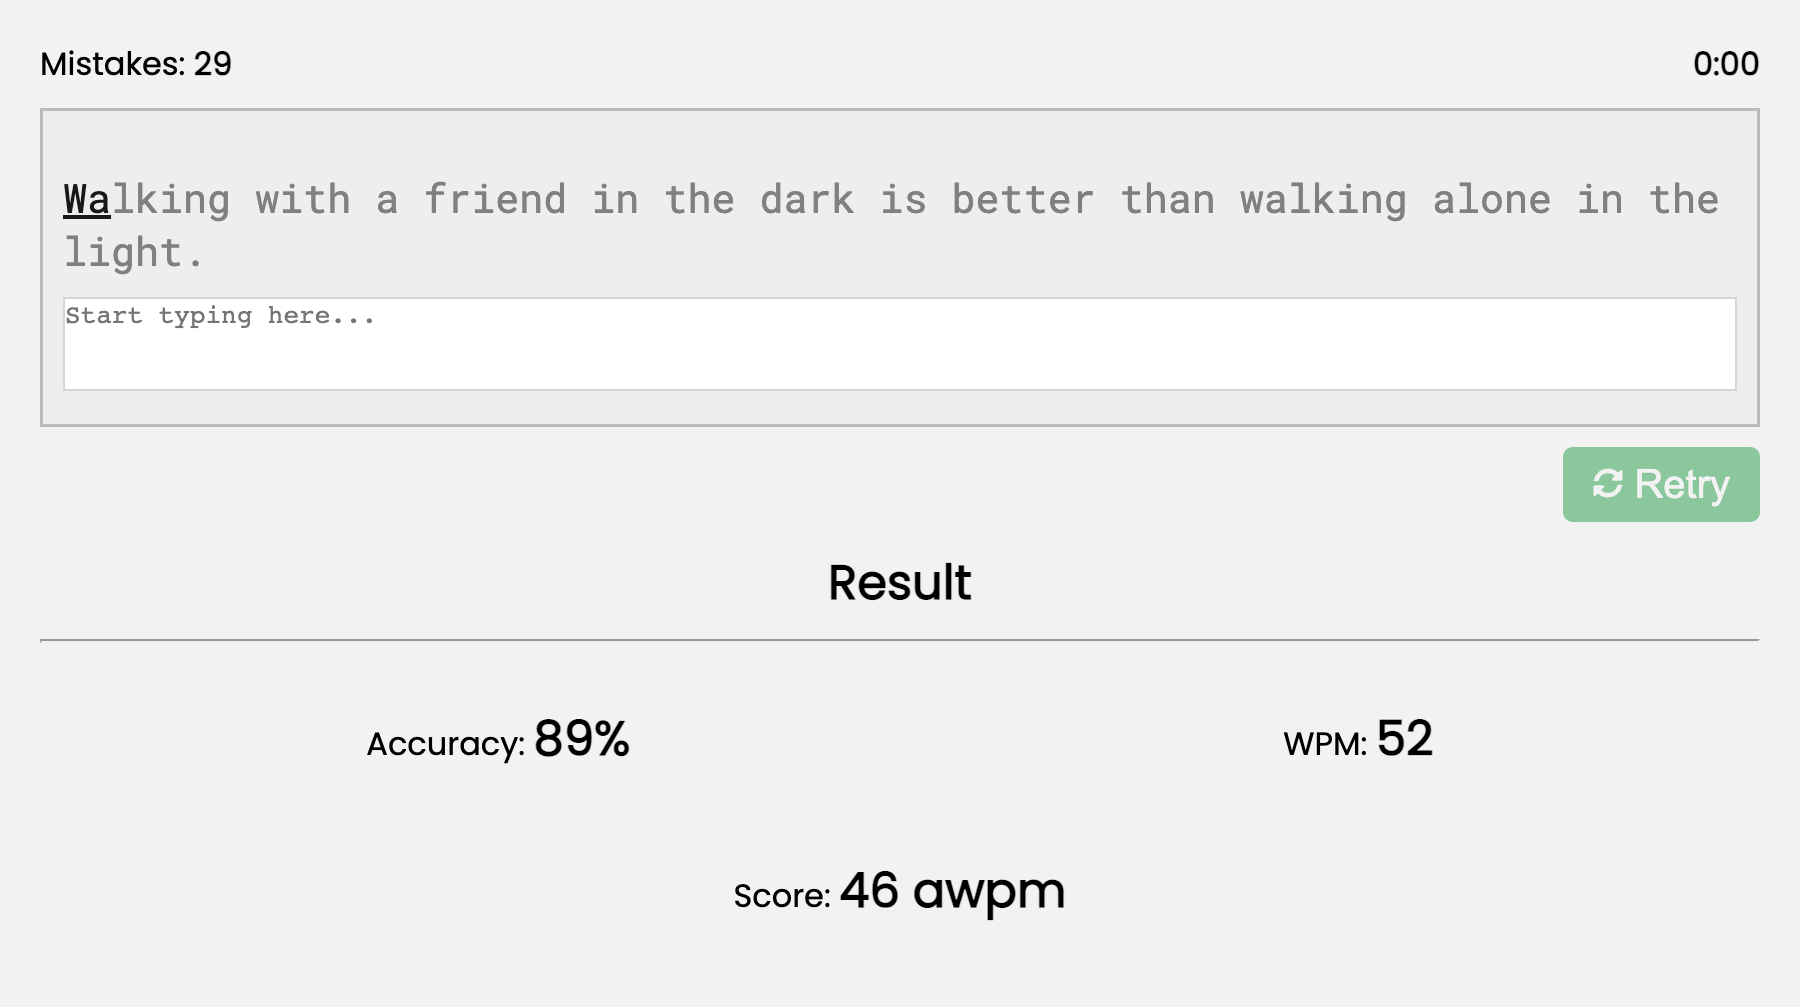 Mistakes: 29
0:00
Walking with a friend in the dark is better than walking alone in the
light.
Start typing here...
Retry
Result
Accuracy: 89%
WPM: 52
Score: 46 awpm